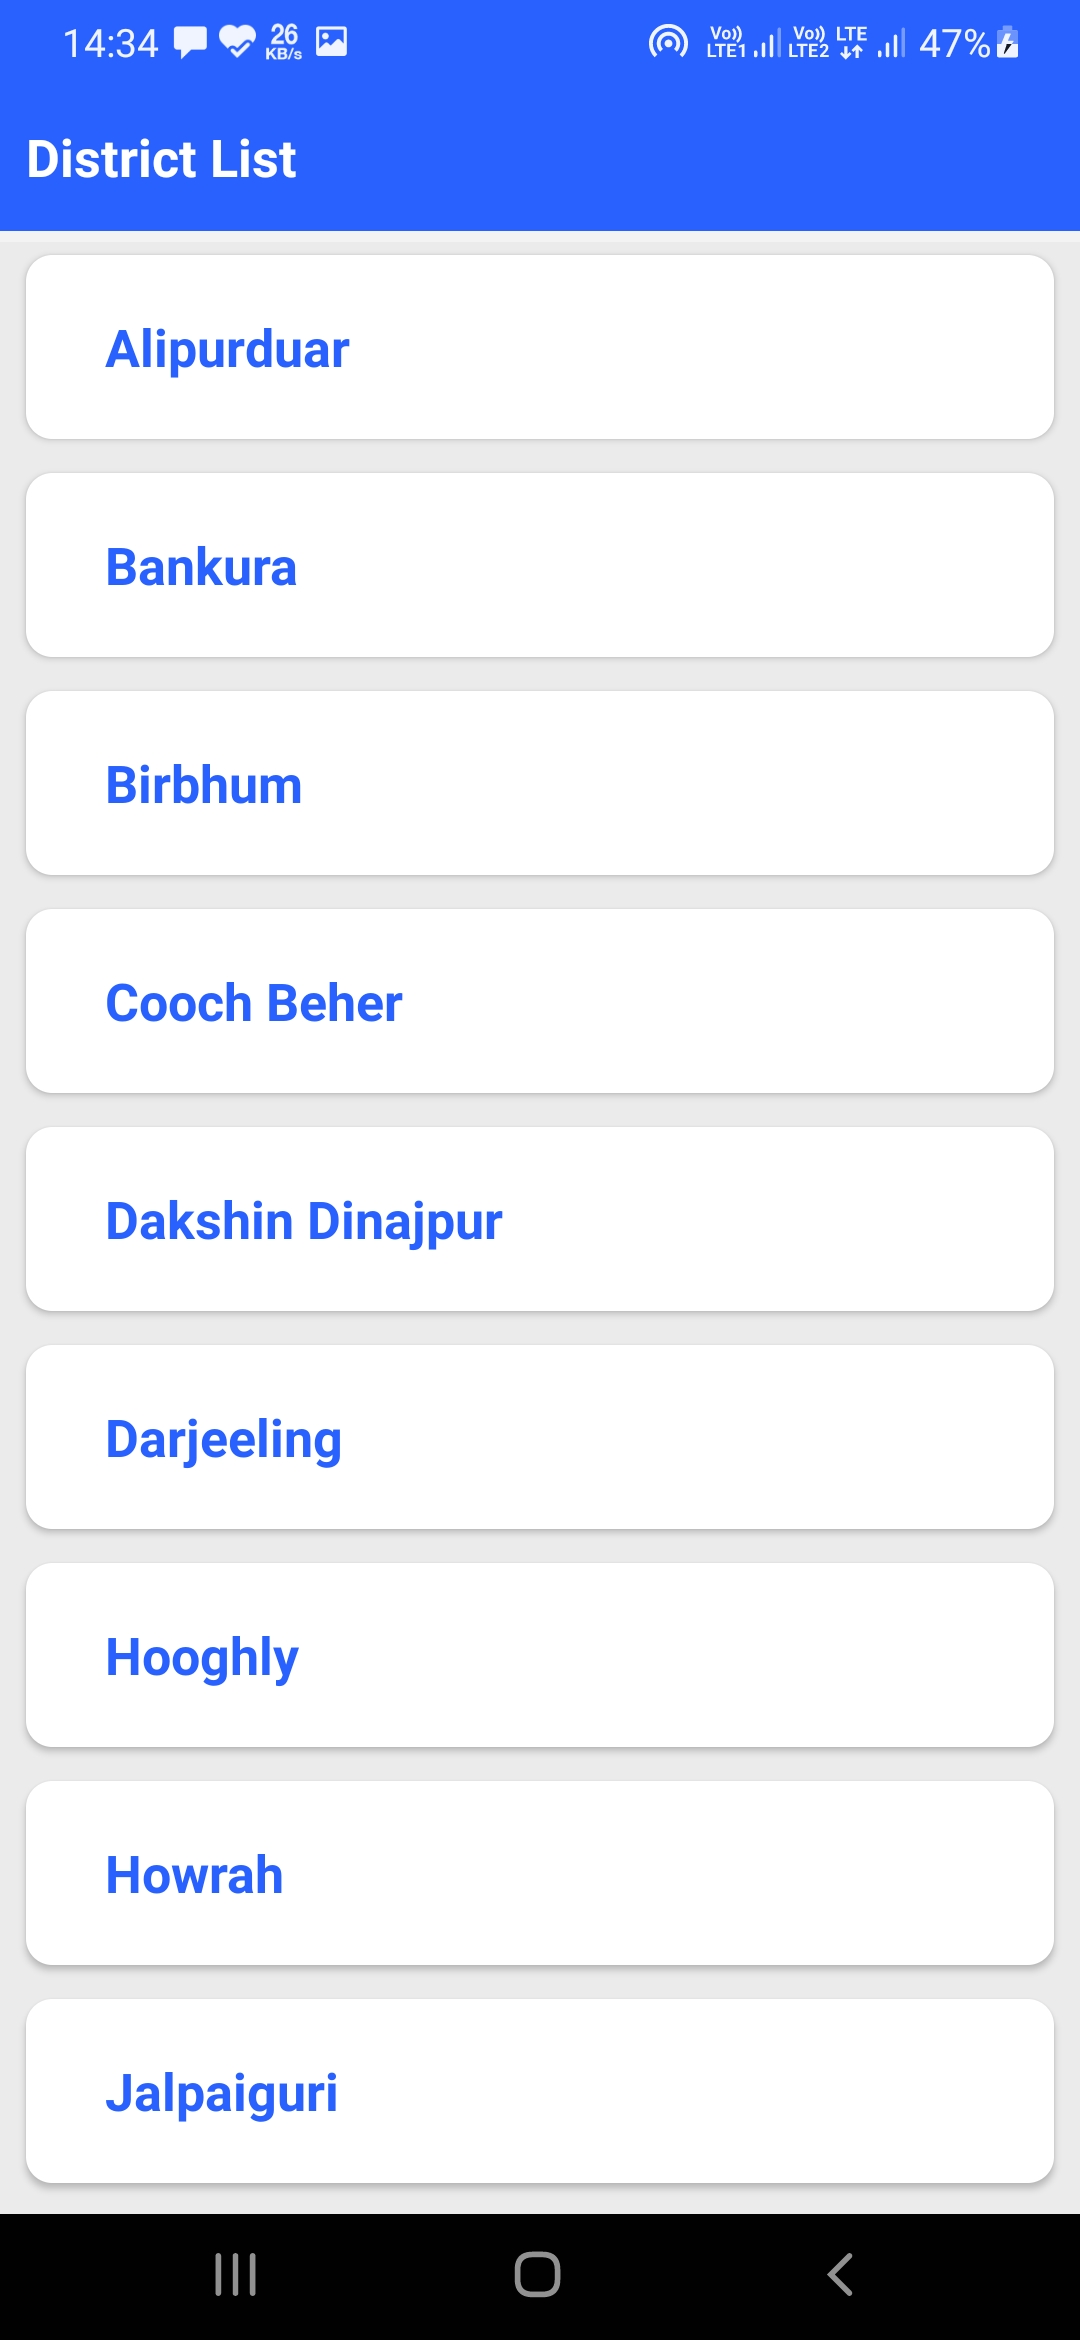 14:34 26 KB/s Vo)) LTE1 Vo)) LTE2 LTE 47%
District List
Alipurduar
Bankura
Birbhum
Cooch Beher
Dakshin Dinajpur
Darjeeling
Hooghly
Howrah
Jalpaiguri